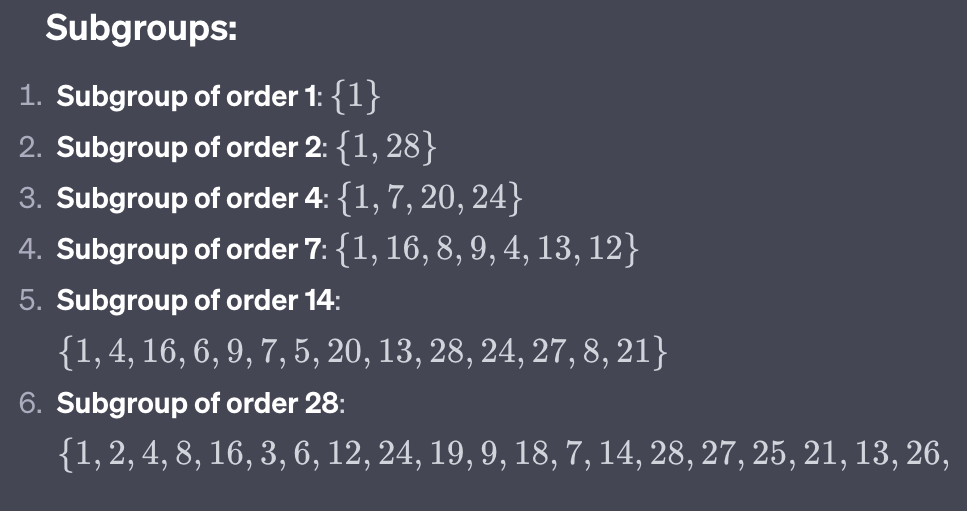 Subgroups:
1. Subgroup of order 1: {1}
2. Subgroup of order 2: {1, 28}
3. Subgroup of order 4: {1, 7, 20, 24}
4. Subgroup of order 7: {1, 16, 8, 9, 4, 13, 12}
5. Subgroup of order 14:
{1, 4, 16, 6, 9, 7, 5, 20, 13, 28, 24, 27, 8, 21}
6. Subgroup of order 28:
{1, 2, 4, 8, 16, 3, 6, 12, 24, 19, 9, 18, 7, 14, 28, 27, 25, 21, 13, 26,